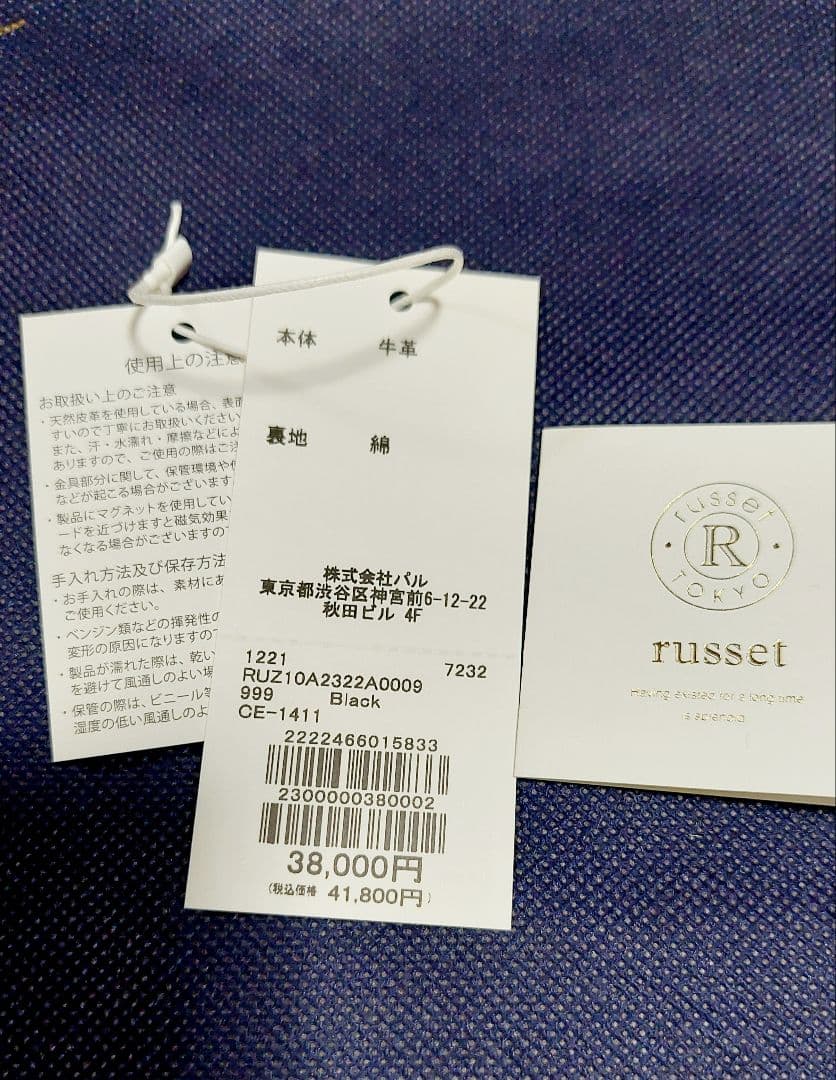 使用上の注意
お取扱い上のご注意
・天然皮革を使用している場合、表面
すいので丁寧にお取扱いください
また、汗・水濡れ・摩擦などによ
ありますので、ご使用の際はご注
・金具部分に関して、保管環境や
などが起こる場合がございます
・製品にマグネットを使用してい
ードを近づけますと磁気効果
なくなる場合がございますの
手入れ方法及び保存方法
・お手入れの際は、素材にあ
ご使用ください。
・ベンジン類などの揮発性の
変形の原因になりますので
・製品が濡れた際は、乾い
を避けて風通しのよい場
・保管の際は、ビニール等
湿度の低い風通しのよ
本体 牛革
裏地 綿
株式会社パル
東京都渋谷区神宮前6-12-22
秋田ビル 4F
1221 7232
RUZ10A2322A0009
999 Black
CE-1411
2222466015833
2300000380002
38,000円
(税込価格 41,800円)
russet
R
TOKYO
russet
Having existed for a long time
is splendid